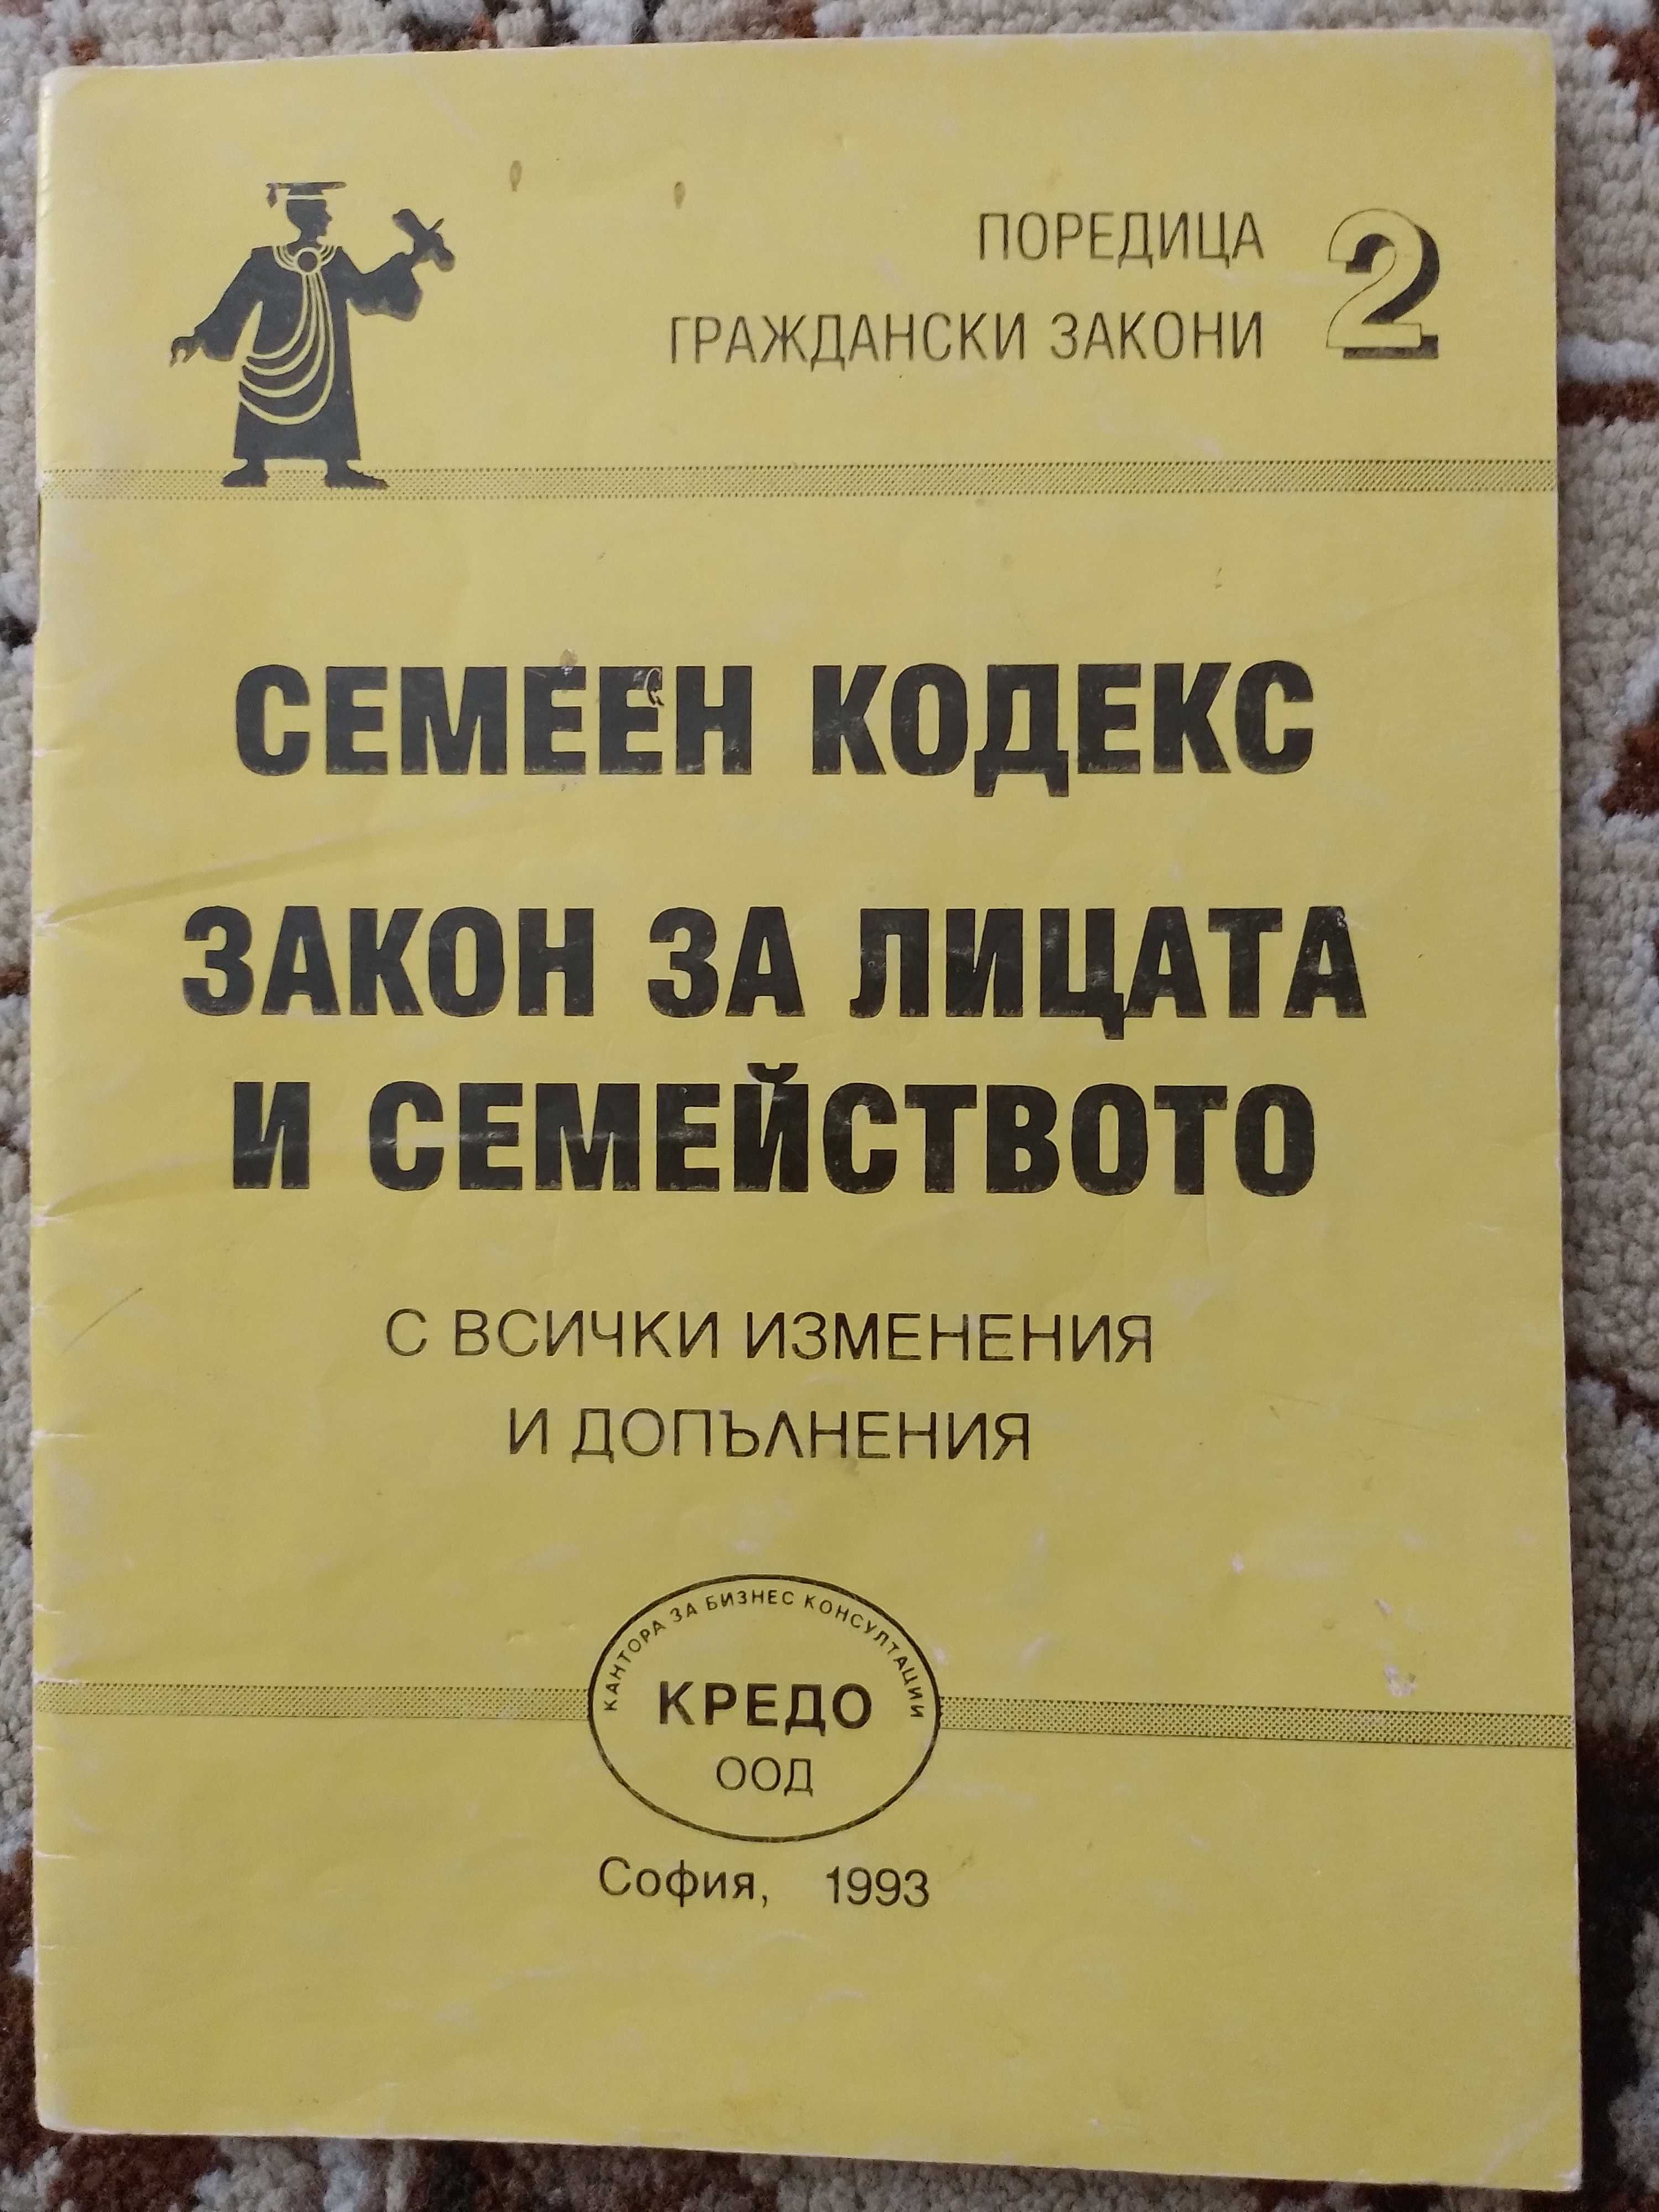 ПОРЕДИЦА
ГРАЖДАНСКИ ЗАКОНИ 2
СЕМЕЕН КОДЕКС
ЗАКОН ЗА ЛИЦАТА
И СЕМЕЙСТВОТО
С ВСИЧКИ ИЗМЕНЕНИЯ
И ДОПЪЛНЕНИЯ
КАНТОРА ЗА БИЗНЕС КОНСУЛТАЦИИ
КРЕДО
ООД
София, 1993